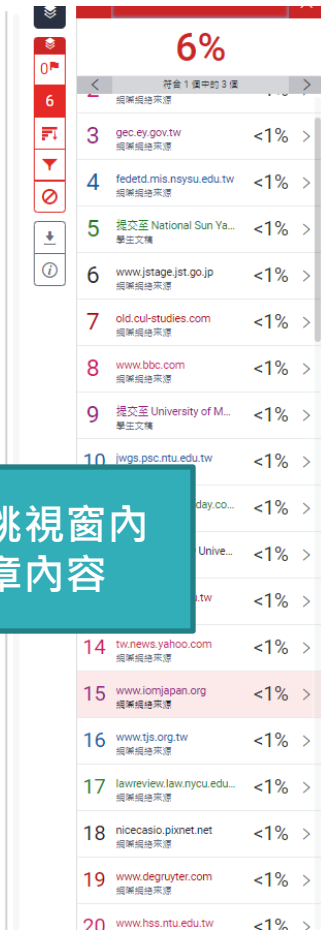 6%
0
符合 1 個中的 3 個
6
2
網際網絡來源
3 gec.ey.gov.tw <1%
網際網絡來源
4 fedetd.mis.nsysu.edu.tw <1%
網際網絡來源
5 提交至 National Sun Ya... <1%
學生文稿
6 www.jstage.jst.go.jp <1%
網際網絡來源
7 old.cul-studies.com <1%
網際網絡來源
8 www.bbc.com <1%
網際網絡來源
9 提交至 University of M... <1%
學生文稿
10 jwgs.psc.ntu.edu.tw <1%
day.co... <1%
跳視窗內
Unive... <1%
章內容
.tw <1%
14 tw.news.yahoo.com <1%
網際網絡來源
15 www.iomjapan.org <1%
網際網絡來源
16 www.tjs.org.tw <1%
網際網絡來源
17 lawreview.law.nycu.edu... <1%
網際網絡來源
18 nicecasio.pixnet.net <1%
網際網絡來源
19 www.degruyter.com <1%
網際網絡來源
20 www.hss.ntu.edu.tw <1%